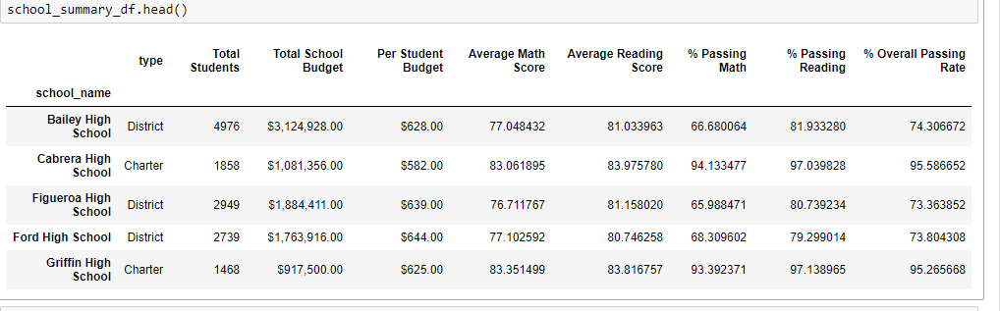 school_summary_df.head()
type Total Students Total School Budget Per Student Budget Average Math Score Average Reading Score % Passing Math % Passing Reading % Overall Passing Rate
school_name
Bailey High School District 4976 $3,124,928.00 $628.00 77.048432 81.033963 66.680064 81.933280 74.306672
Cabrera High School Charter 1858 $1,081,356.00 $582.00 83.061895 83.975780 94.133477 97.039828 95.586652
Figueroa High School District 2949 $1,884,411.00 $639.00 76.711767 81.158020 65.988471 80.739234 73.363852
Ford High School District 2739 $1,763,916.00 $644.00 77.102592 80.746258 68.309602 79.299014 73.804308
Griffin High School Charter 1468 $917,500.00 $625.00 83.351499 83.816757 93.392371 97.138965 95.265668